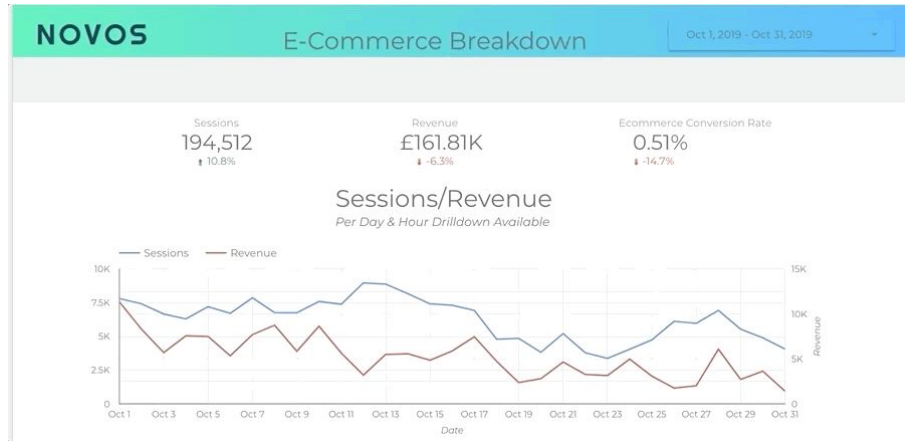 NOVOS
E-Commerce Breakdown
Oct 1, 2019 - Oct 31, 2019
Sessions
194,512
10.8%
Revenue
£161.81K
-6.3%
Ecommerce Conversion Rate
0.51%
-14.7%
Sessions/Revenue
Per Day & Hour Drilldown Available
Sessions Revenue
10K
7.5K
5K
2.5K
0
15K
10K
5K
0
Revenue
Oct 1 Oct 3 Oct 5 Oct 7 Oct 9 Oct 11 Oct 13 Oct 15 Oct 17 Oct 19 Oct 21 Oct 23 Oct 25 Oct 27 Oct 29 Oct 31
Date